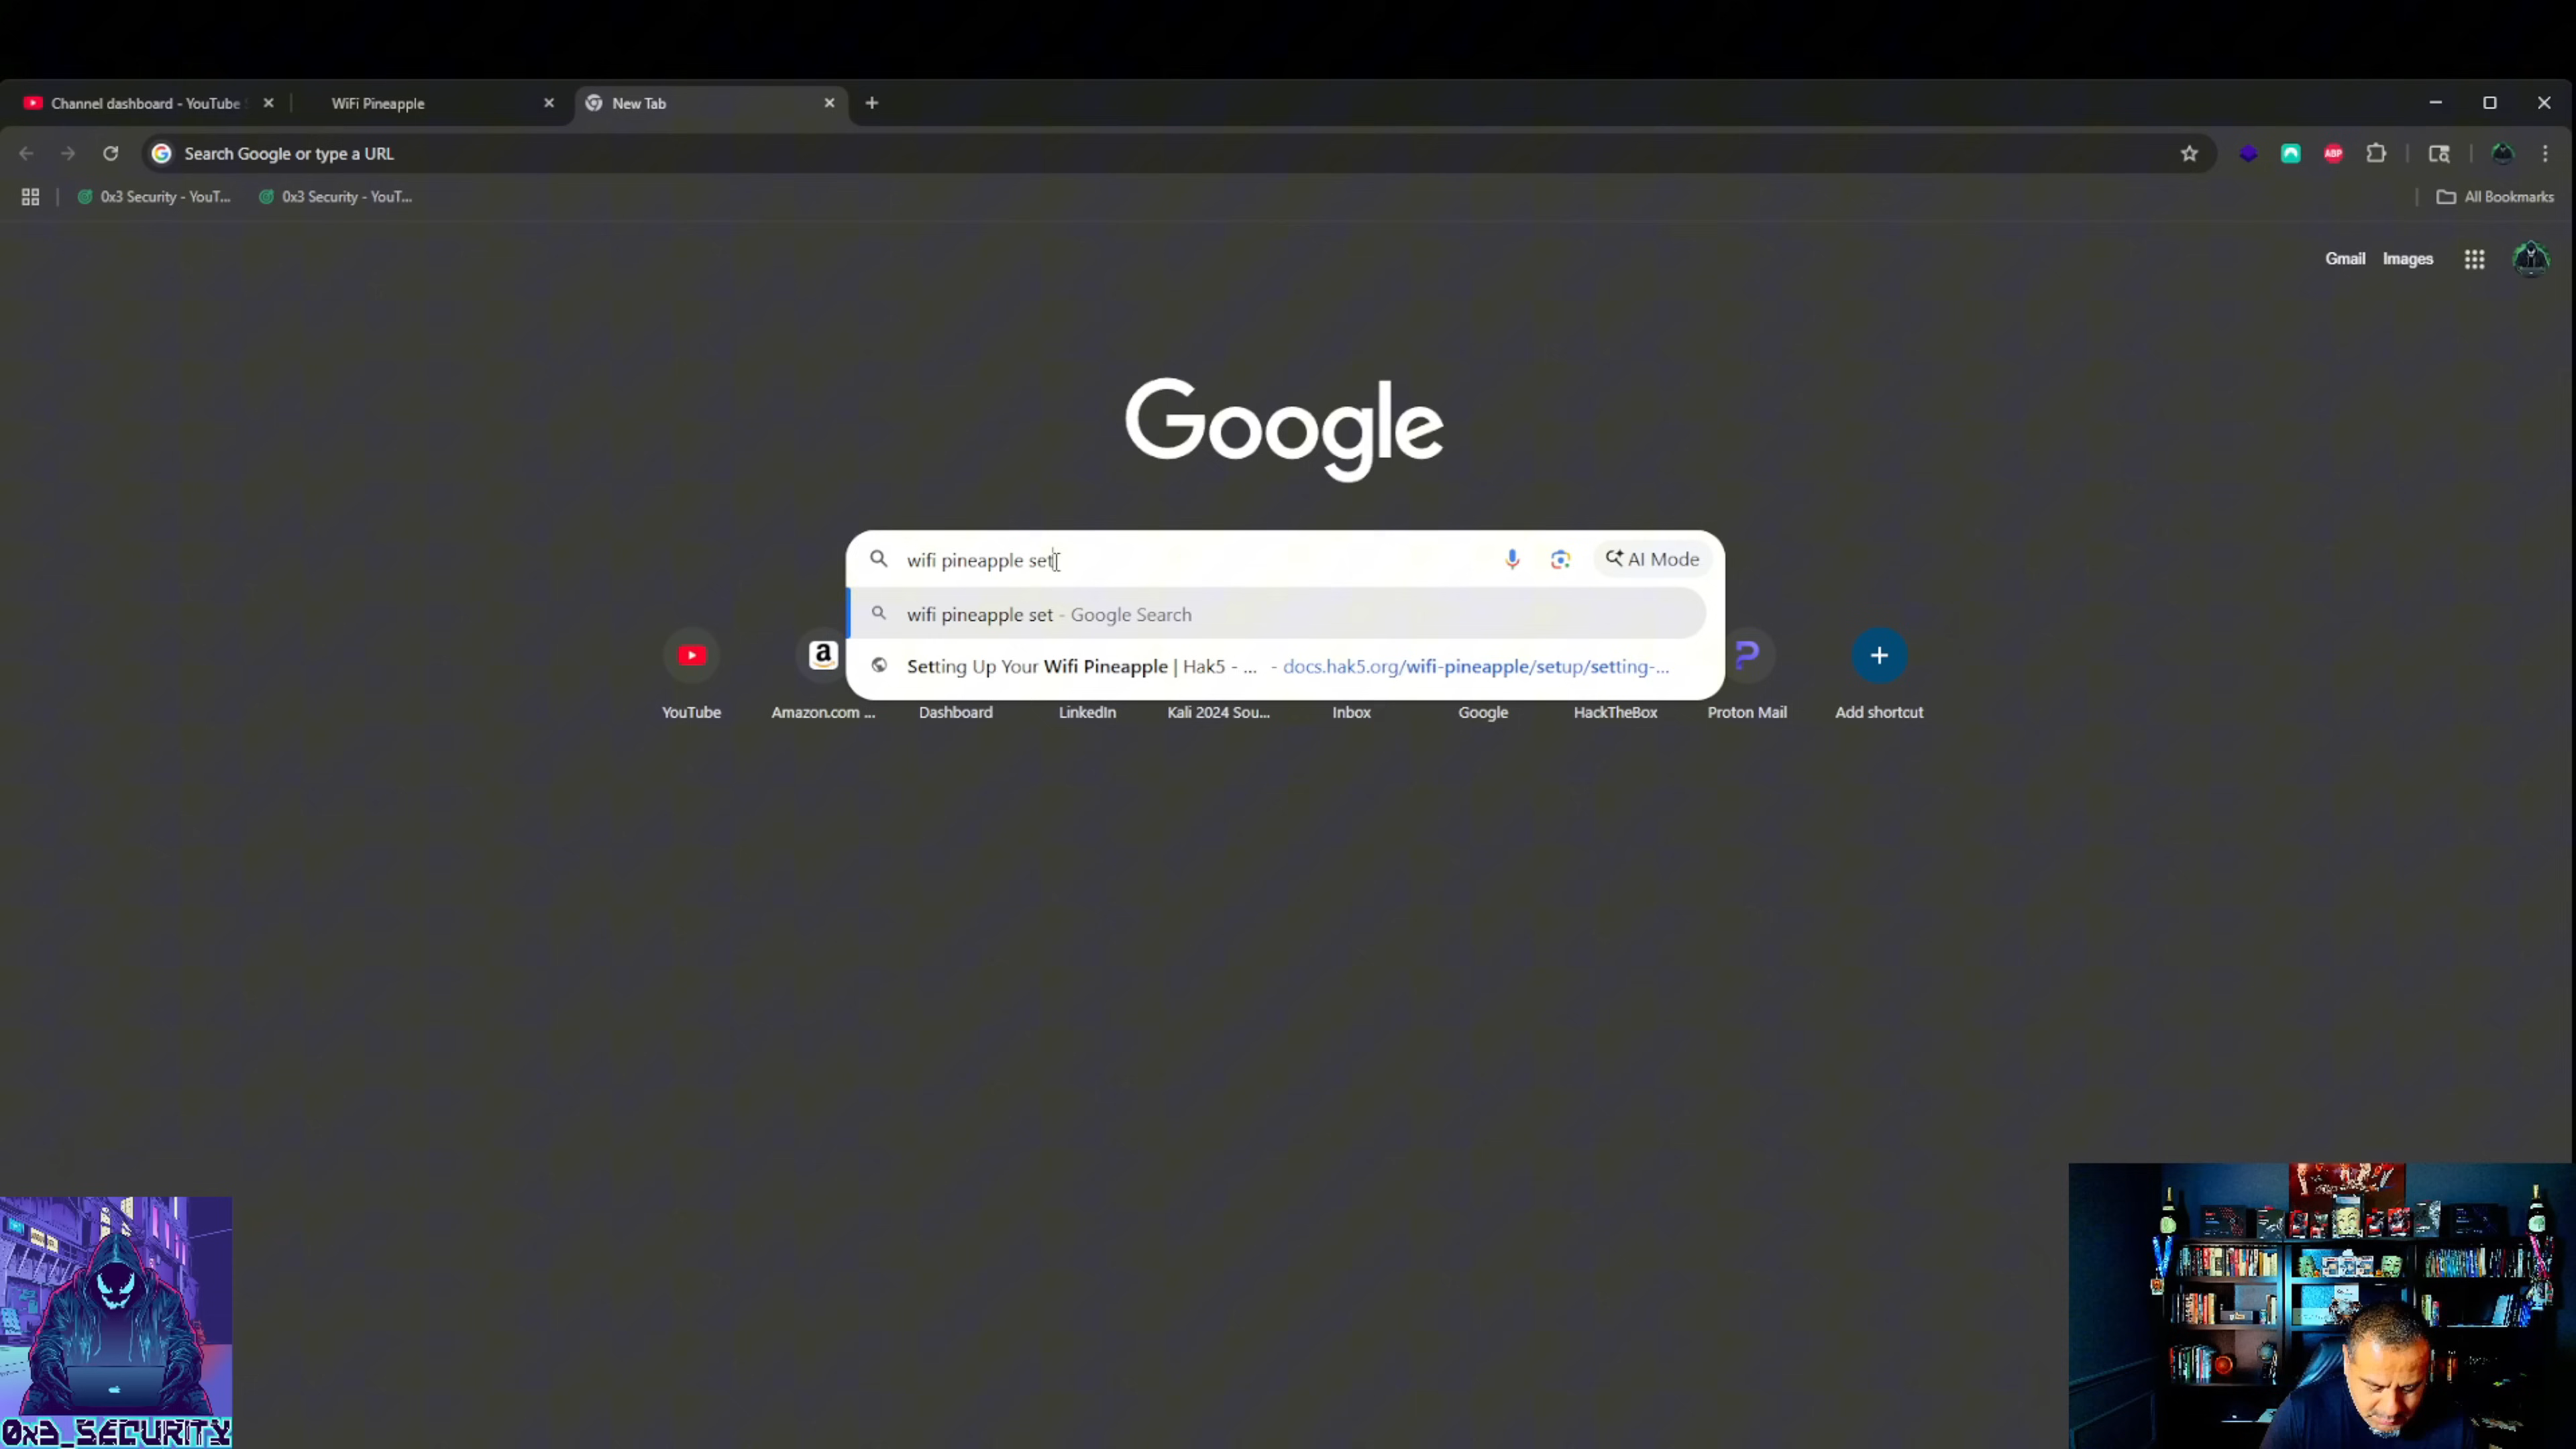 Channel dashboard - YouTube S
WiFi Pineapple
New Tab
Search Google or type a URL
ABP
0x3 Security - YouT...
0x3 Security - YouT...
All Bookmarks
Gmail
Images
Google
wifi pineapple set
AI Mode
wifi pineapple set - Google Search
Setting Up Your Wifi Pineapple | Hak5 - ... - docs.hak5.org/wifi-pineapple/setup/setting-...
YouTube
Amazon.com ...
Dashboard
LinkedIn
Kali 2024 Sou...
Inbox
Google
HackTheBox
Proton Mail
Add shortcut
0x3_SECURITY